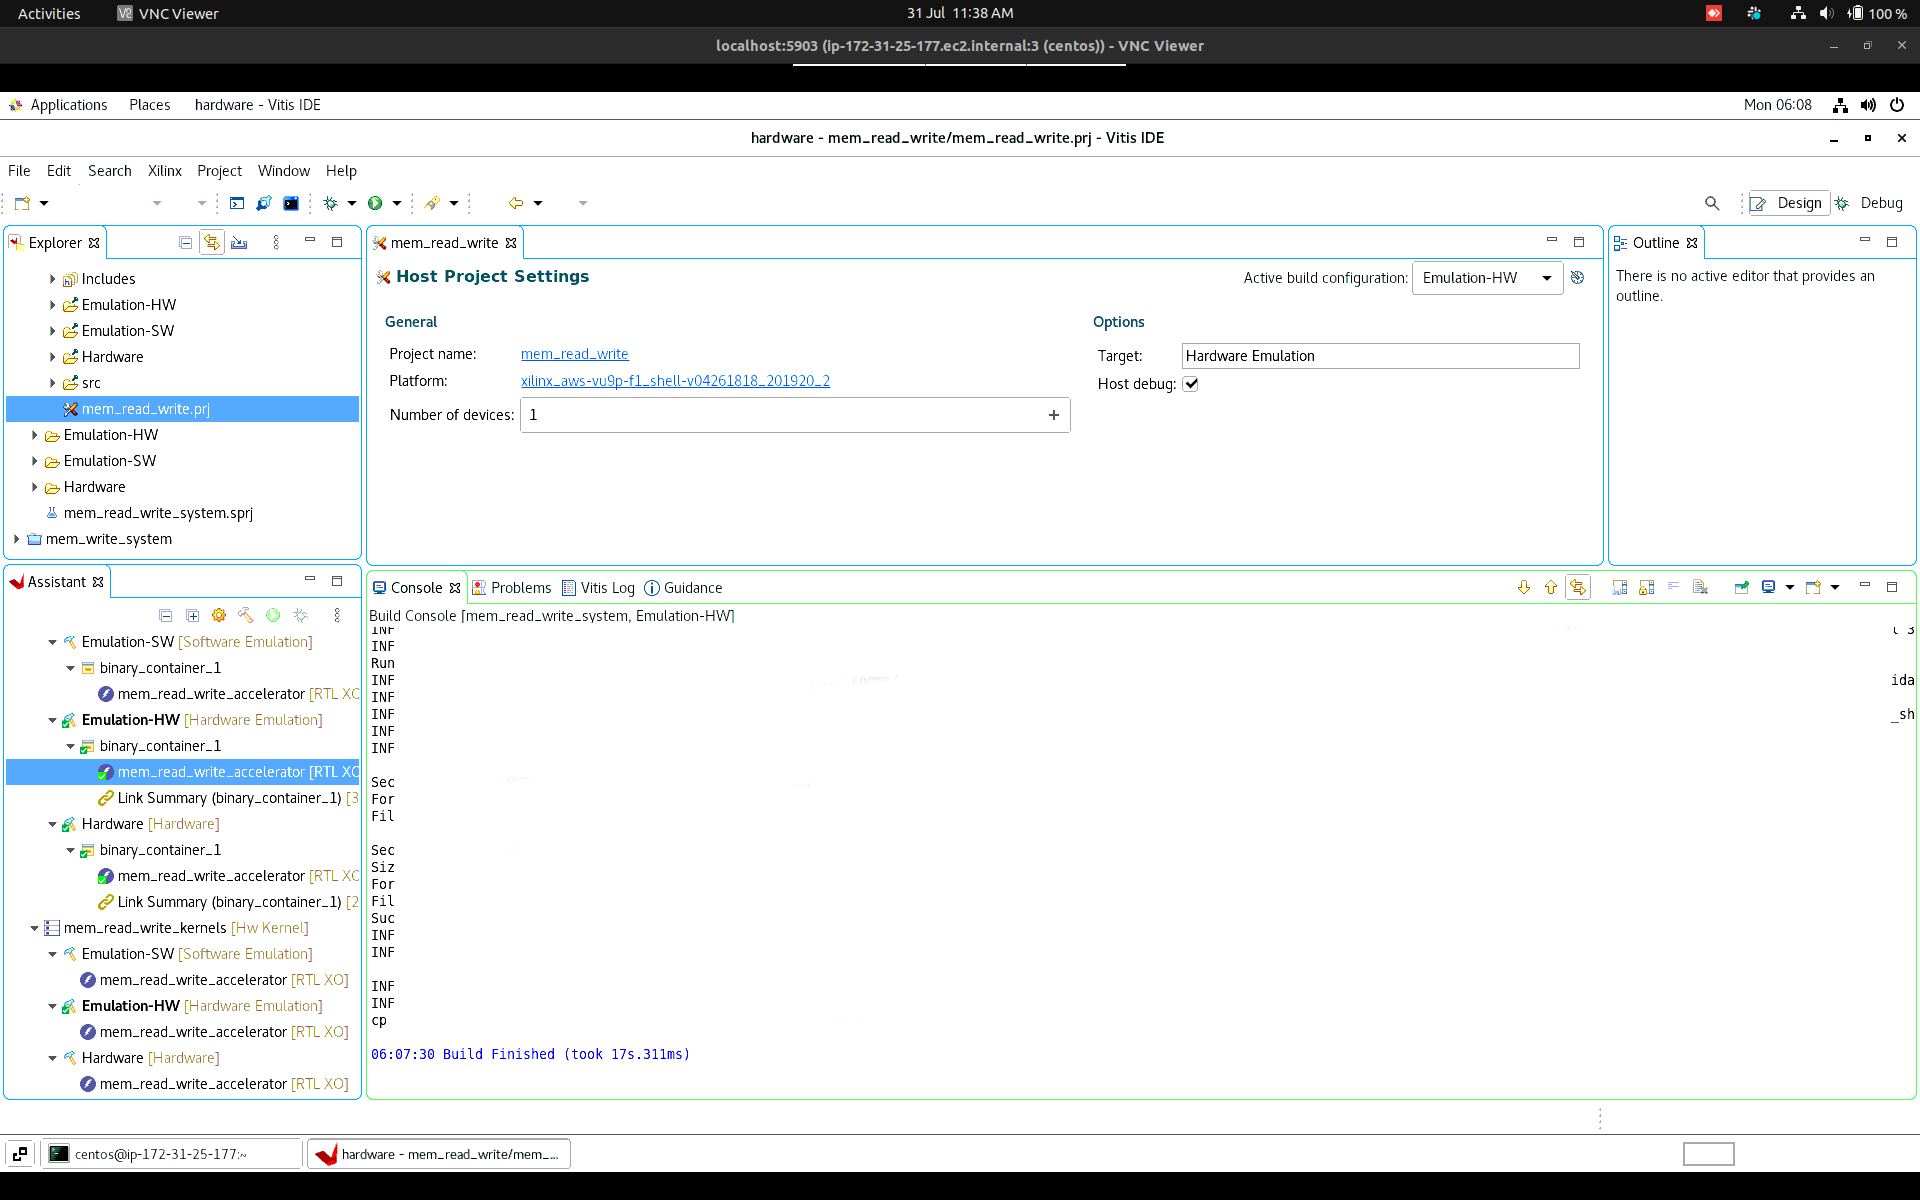 Activities VNC Viewer 31 Jul 11:38 AM 100 %
localhost:5903 (ip-172-31-25-177.ec2.internal:3 (centos)) - VNC Viewer
Applications Places hardware - Vitis IDE Mon 06:08
hardware - mem_read_write/mem_read_write.prj - Vitis IDE
File Edit Search Xilinx Project Window Help
Design Debug
Explorer
Includes
Emulation-HW
Emulation-SW
Hardware
src
mem_read_write.prj
Emulation-HW
Emulation-SW
Hardware
mem_read_write_system.sprj
mem_write_system
mem_read_write
Host Project Settings
Active build configuration: Emulation-HW
General
Project name: mem_read_write
Platform: xilinx_aws-vu9p-f1_shell-v04261818_201920_2
Number of devices: 1 +
Options
Target: Hardware Emulation
Host debug:
Outline
There is no active editor that provides an
outline.
Assistant
Emulation-SW [Software Emulation]
binary_container_1
mem_read_write_accelerator [RTL XO
Emulation-HW [Hardware Emulation]
binary_container_1
mem_read_write_accelerator [RTL XO
Link Summary (binary_container_1) [3
Hardware [Hardware]
binary_container_1
mem_read_write_accelerator [RTL XO
Link Summary (binary_container_1) [2
mem_read_write_kernels [Hw Kernel]
Emulation-SW [Software Emulation]
mem_read_write_accelerator [RTL XO]
Emulation-HW [Hardware Emulation]
mem_read_write_accelerator [RTL XO]
Hardware [Hardware]
mem_read_write_accelerator [RTL XO]
Console Problems Vitis Log Guidance
Build Console [mem_read_write_system, Emulation-HW]
INF
INF
Run
INF ida
INF
INF _sh
INF
INF
Sec
For
Fil
Sec
Siz
For
Fil
Suc
INF
INF
INF
INF
cp
06:07:30 Build Finished (took 17s.311ms)
centos@ip-172-31-25-177:~ hardware - mem_read_write/mem_...